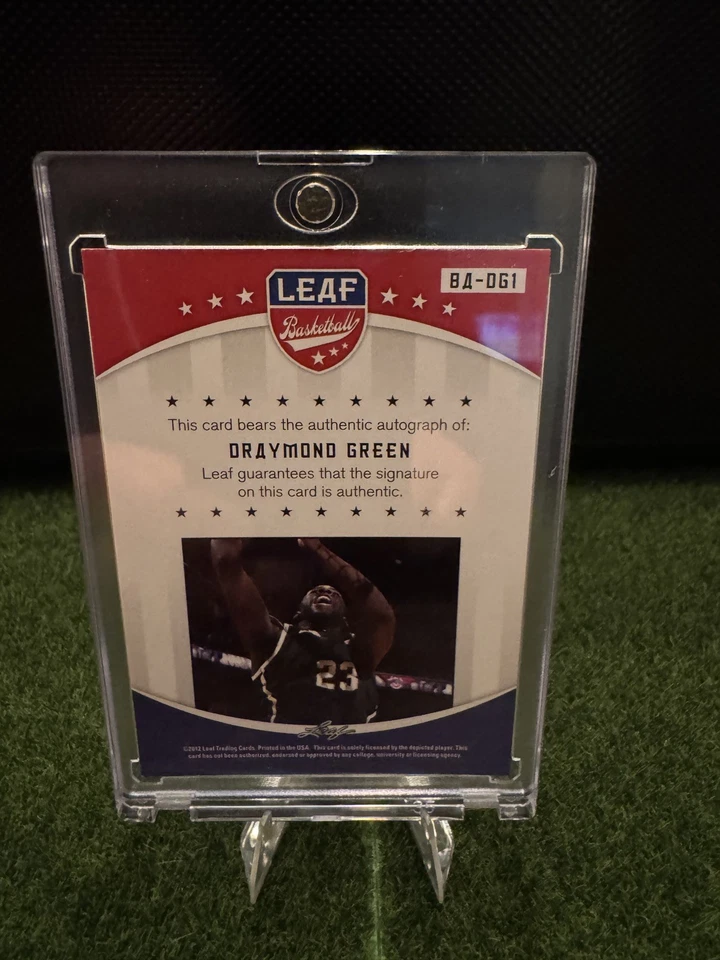 BA-DG1
LEAF
Basketball
This card bears the authentic autograph of:
DRAYMOND GREEN
Leaf guarantees that the signature
on this card is authentic.
23
Leaf
©2012 Leaf Trading Cards. Printed in the USA. This card is solely licensed by the depicted player. This
card has not been authorized, endorsed or approved by any college, university or licensing agency.